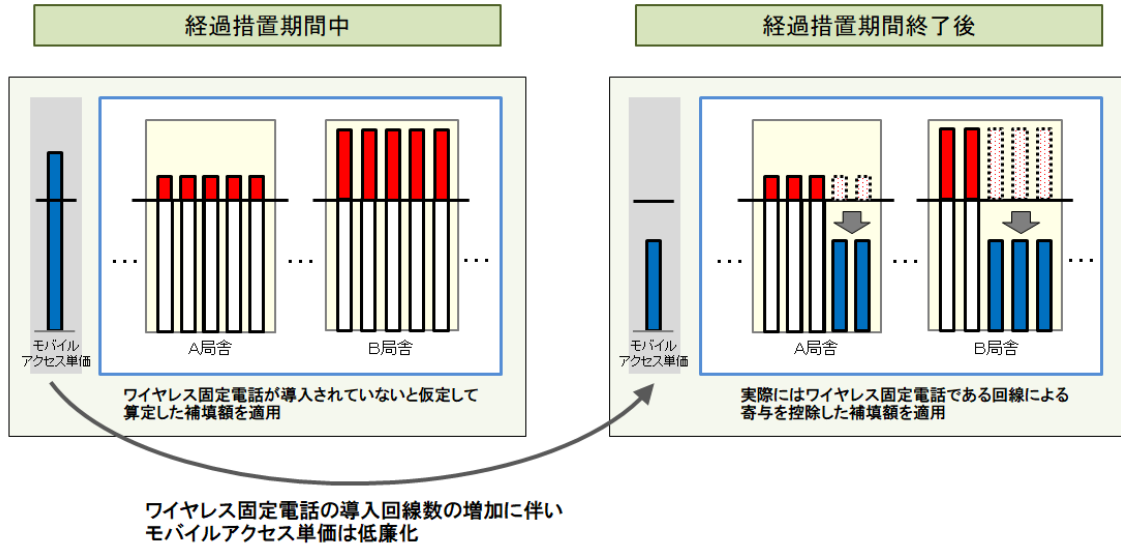 経過措置期間中
経過措置期間終了後
モバイル
アクセス単価
…
A局舎
…
B局舎
…
ワイヤレス固定電話が導入されていないと仮定して
算定した補填額を適用
モバイル
アクセス単価
…
A局舎
…
B局舎
…
実際にはワイヤレス固定電話である回線による
寄与を控除した補填額を適用
ワイヤレス固定電話の導入回線数の増加に伴い
モバイルアクセス単価は低廉化